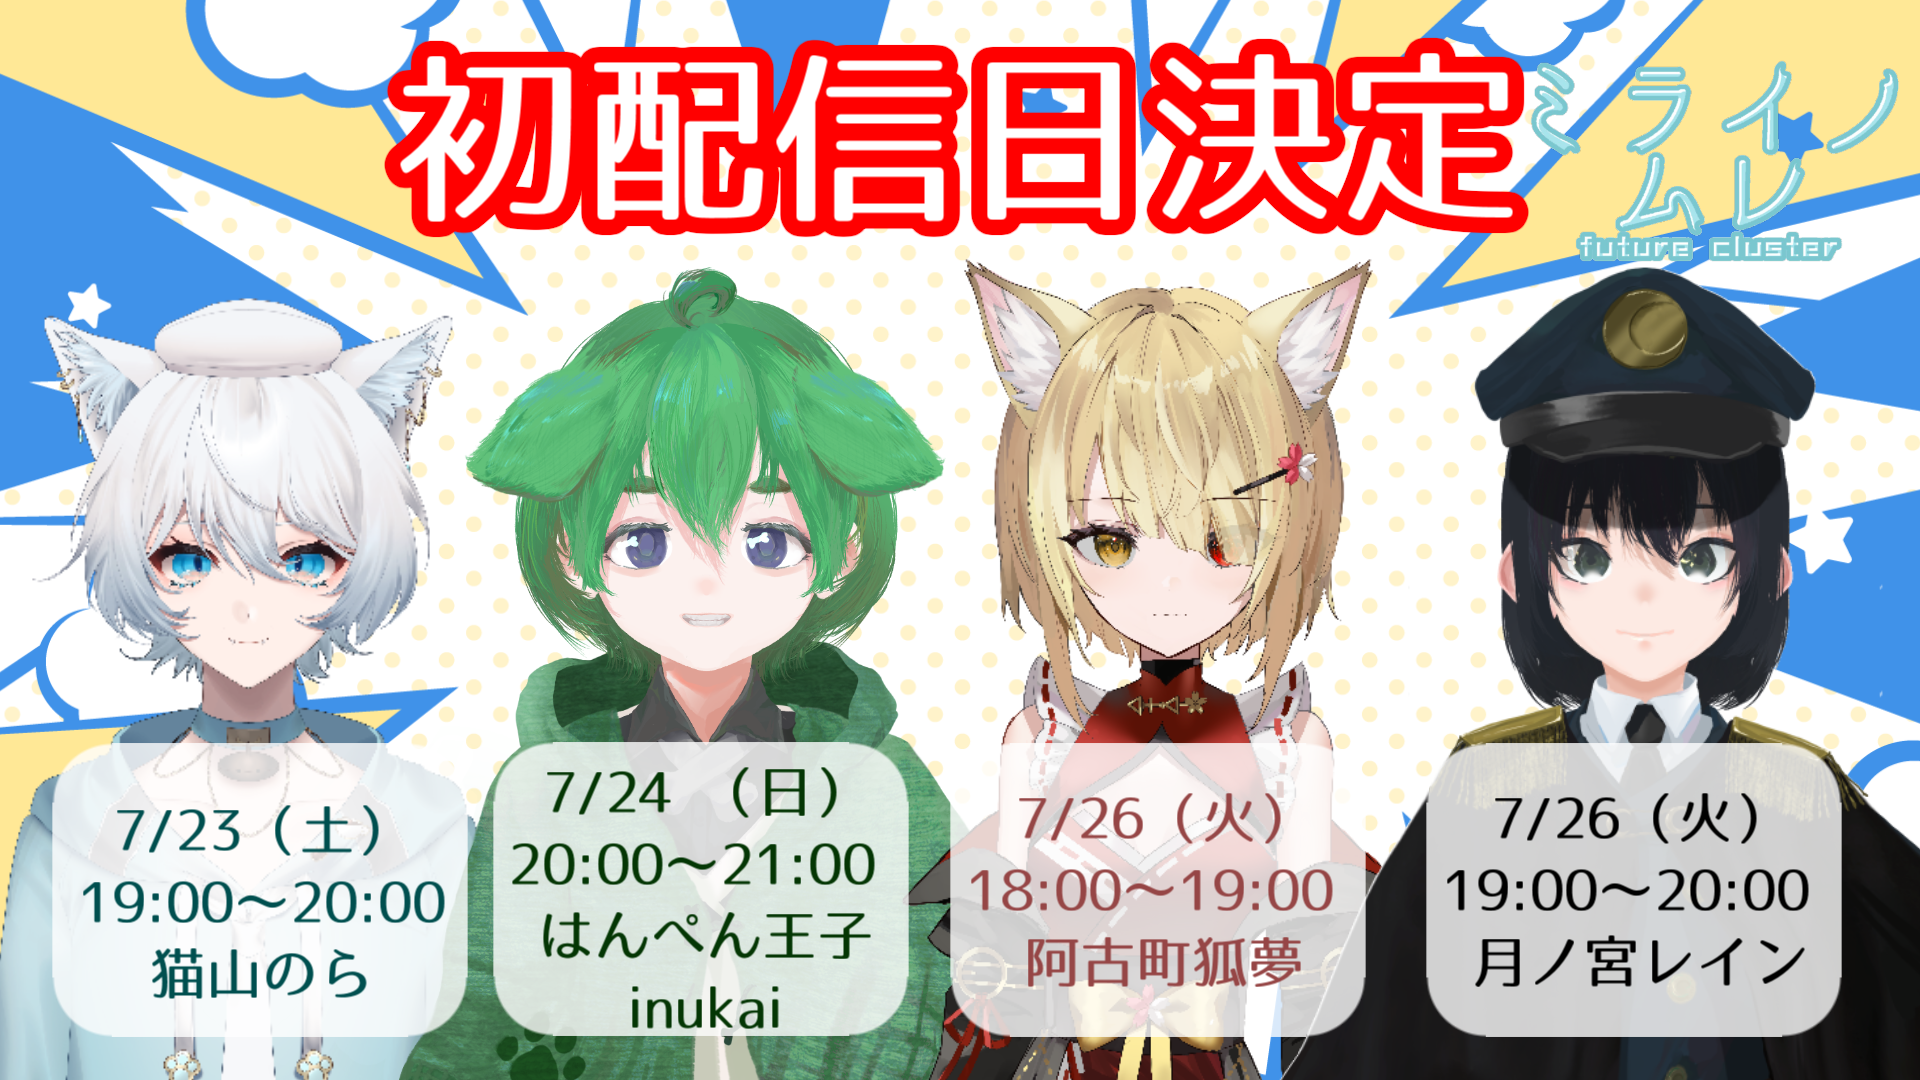 初配信日決定
ミライノ
ムレ
future cluster
7/23（土）
19:00～20:00
猫山のら
7/24 （日）
20:00～21:00
はんぺん王子
inukai
7/26（火）
18:00～19:00
阿古町狐夢
7/26（火）
19:00～20:00
月ノ宮レイン